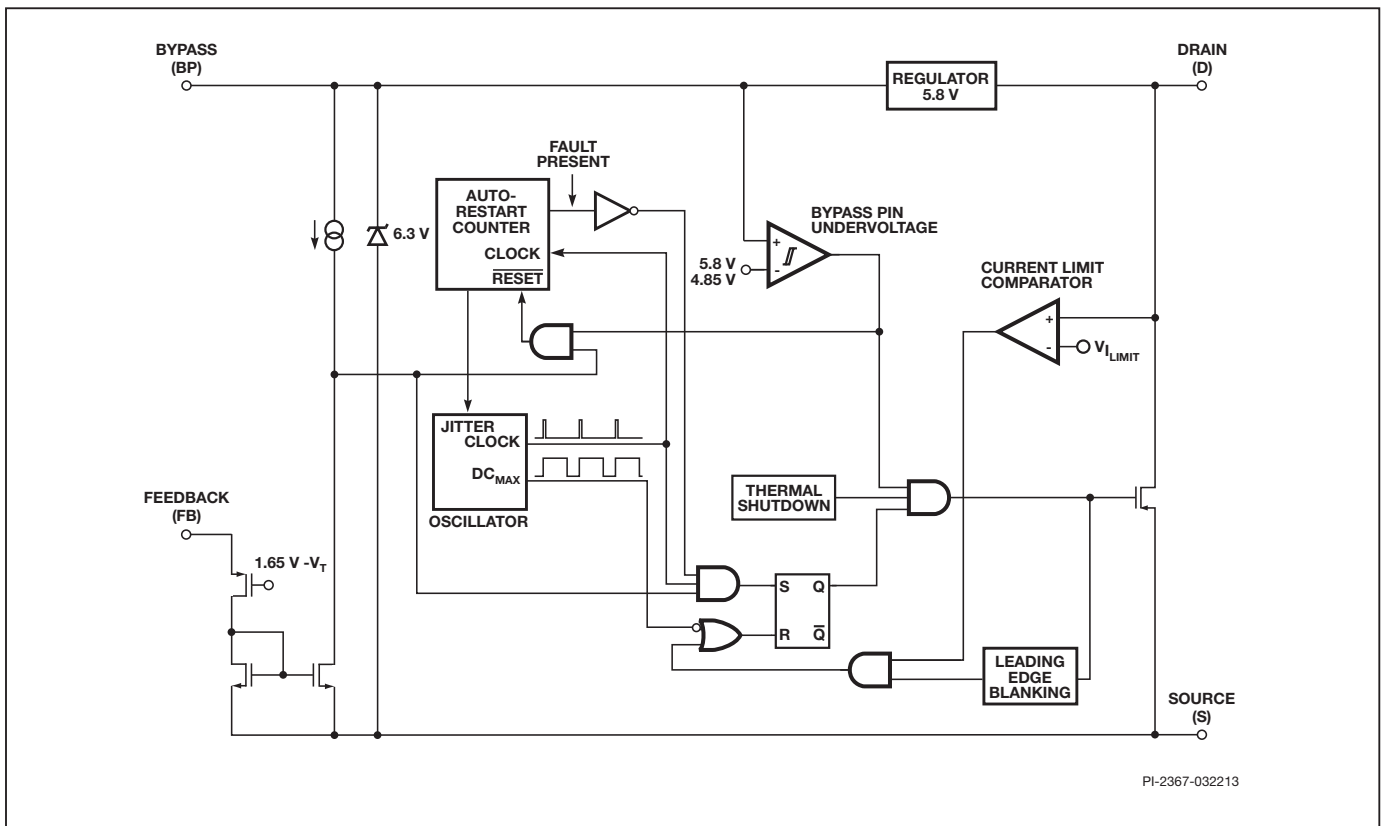 BYPASS
(BP)
DRAIN
(D)
REGULATOR
5.8 V
FAULT
PRESENT
AUTO-
RESTART
COUNTER
CLOCK
RESET
6.3 V
BYPASS PIN
UNDERVOLTAGE
+
-
5.8 V
4.85 V
CURRENT LIMIT
COMPARATOR
+
-
VILIMIT
JITTER
CLOCK
DCMAX
OSCILLATOR
THERMAL
SHUTDOWN
FEEDBACK
(FB)
1.65 V -VT
S Q
R Q̅
LEADING
EDGE
BLANKING
SOURCE
(S)
PI-2367-032213